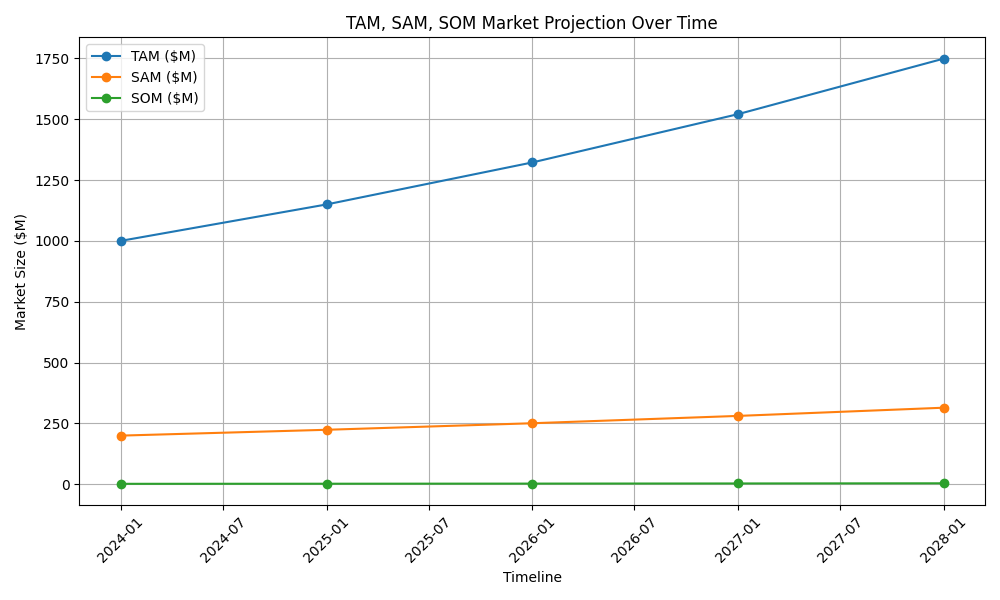 TAM, SAM, SOM Market Projection Over Time
TAM ($M)
SAM ($M)
SOM ($M)
Market Size ($M)
1750
1500
1250
1000
750
500
250
0
2024-01
2024-07
2025-01
2025-07
2026-01
2026-07
2027-01
2027-07
2028-01
Timeline